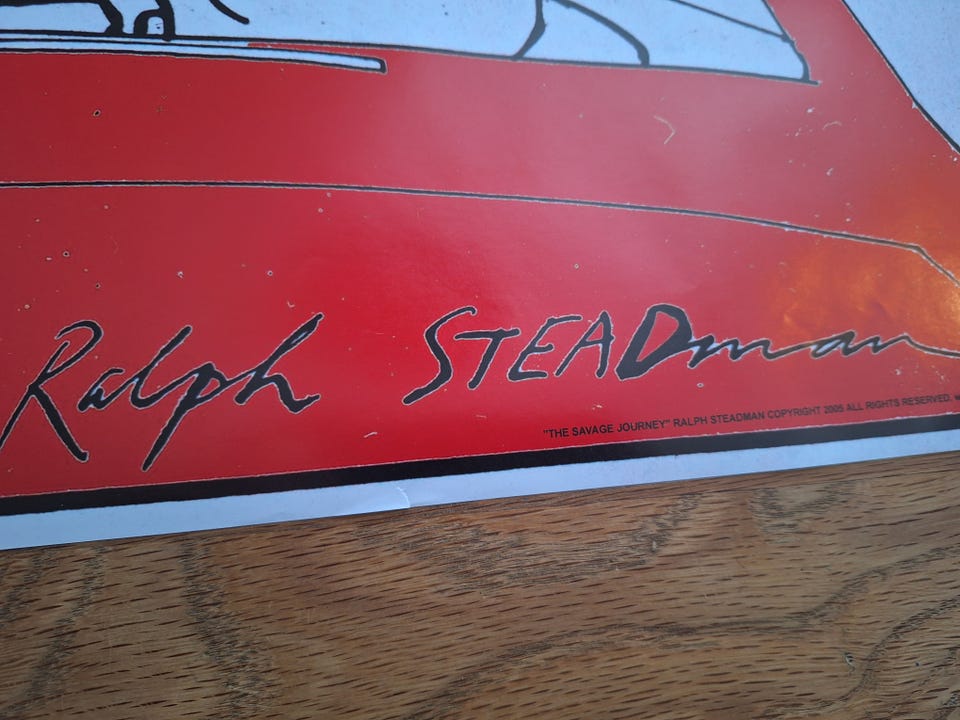 Ralph STEADman
"THE SAVAGE JOURNEY" RALPH STEADMAN COPYRIGHT 2005 ALL RIGHTS RESERVED.